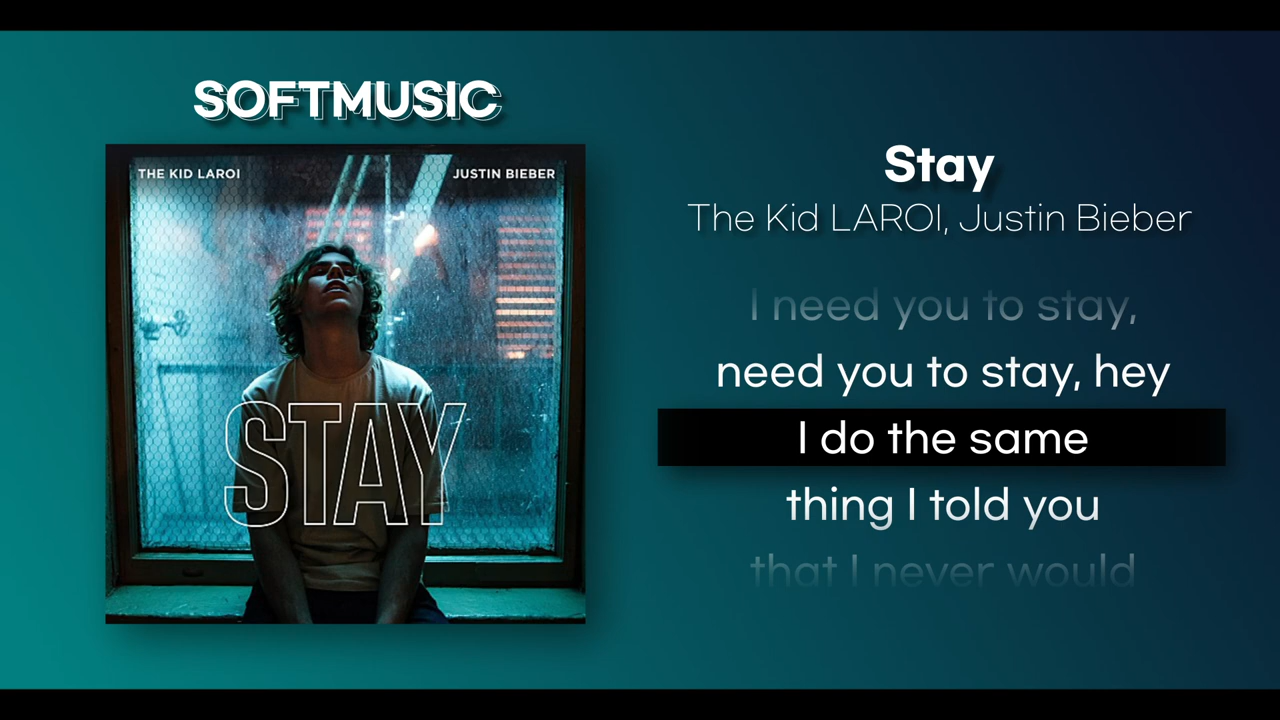 SOFTMUSIC
THE KID LAROI
JUSTIN BIEBER
STAY
Stay
The Kid LAROI, Justin Bieber
I need you to stay,
need you to stay, hey
I do the same
thing I told you
that I never would